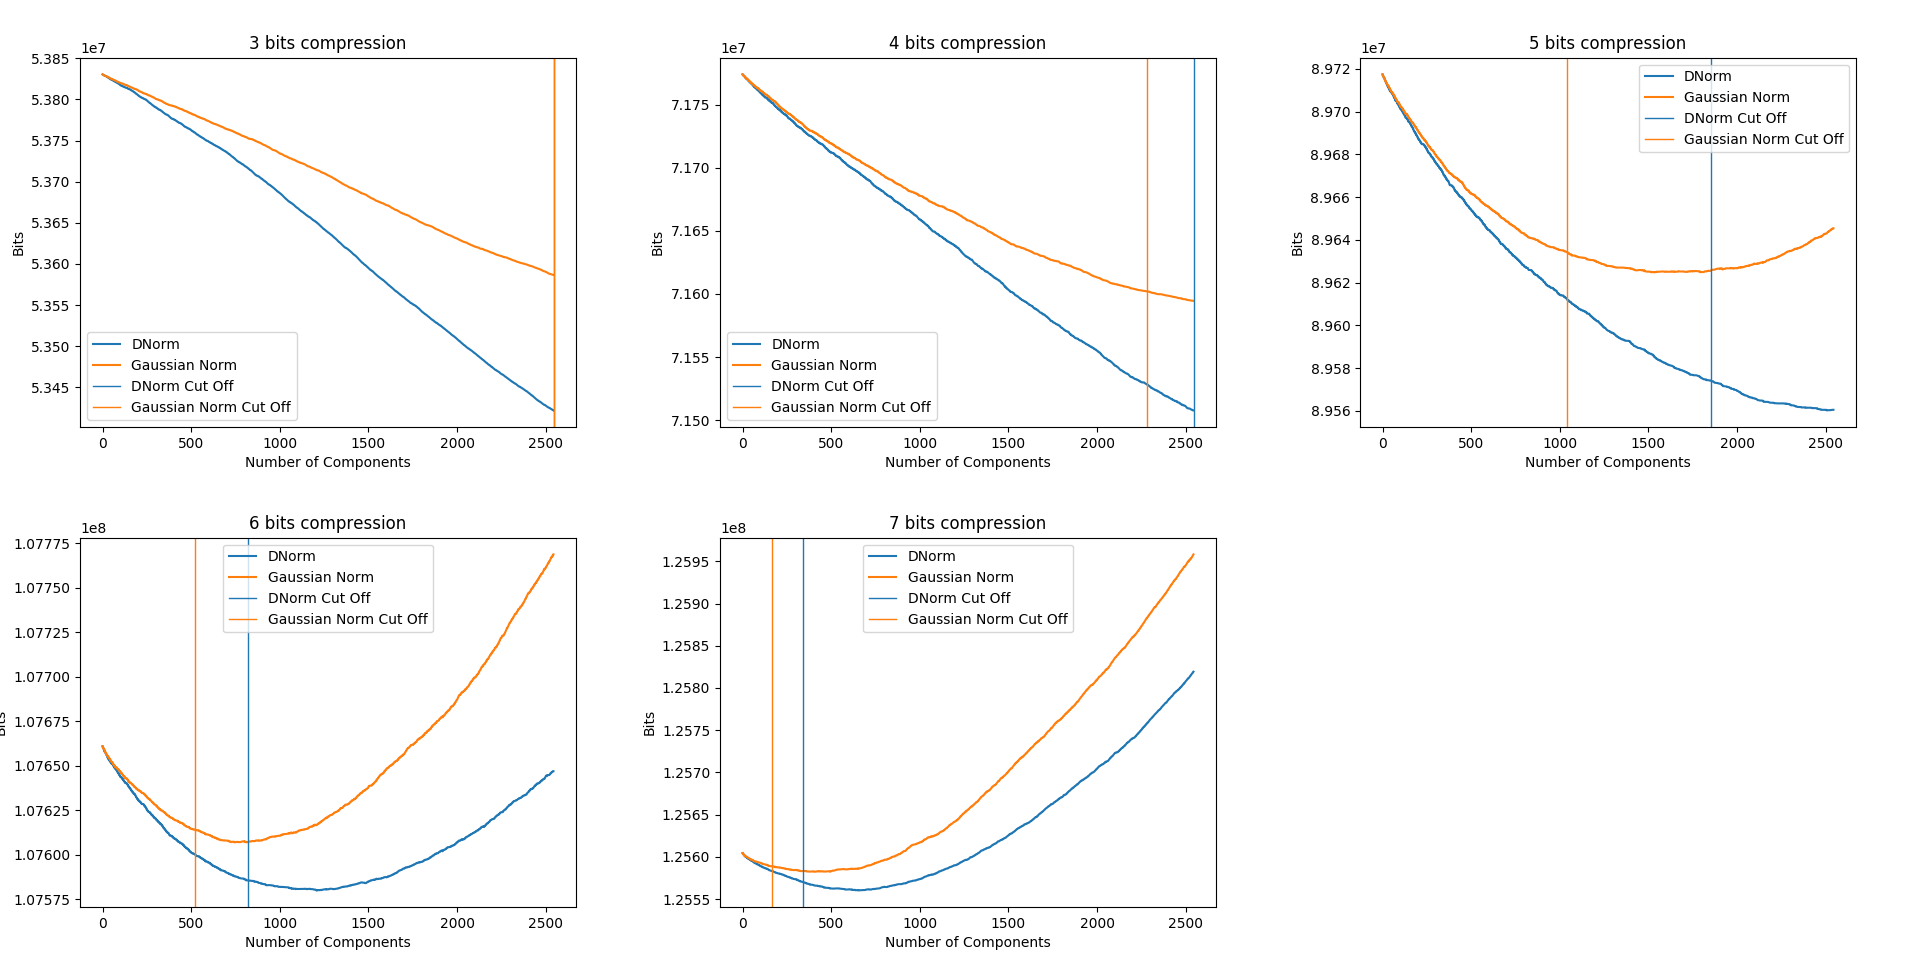 3 bits compression
1e7
5.385
5.380
5.375
5.370
5.365
5.360
5.355
5.350
5.345
Bits
DNorm
Gaussian Norm
DNorm Cut Off
Gaussian Norm Cut Off
0 500 1000 1500 2000 2500
Number of Components
4 bits compression
1e7
7.175
7.170
7.165
7.160
7.155
7.150
Bits
DNorm
Gaussian Norm
DNorm Cut Off
Gaussian Norm Cut Off
0 500 1000 1500 2000 2500
Number of Components
5 bits compression
1e7
8.972
8.970
8.968
8.966
8.964
8.962
8.960
8.958
8.956
Bits
DNorm
Gaussian Norm
DNorm Cut Off
Gaussian Norm Cut Off
0 500 1000 1500 2000 2500
Number of Components
6 bits compression
1e8
1.07775
1.07750
1.07725
1.07700
1.07675
1.07650
1.07625
1.07600
1.07575
Bits
DNorm
Gaussian Norm
DNorm Cut Off
Gaussian Norm Cut Off
0 500 1000 1500 2000 2500
Number of Components
7 bits compression
1e8
1.2595
1.2590
1.2585
1.2580
1.2575
1.2570
1.2565
1.2560
1.2555
Bits
DNorm
Gaussian Norm
DNorm Cut Off
Gaussian Norm Cut Off
0 500 1000 1500 2000 2500
Number of Components